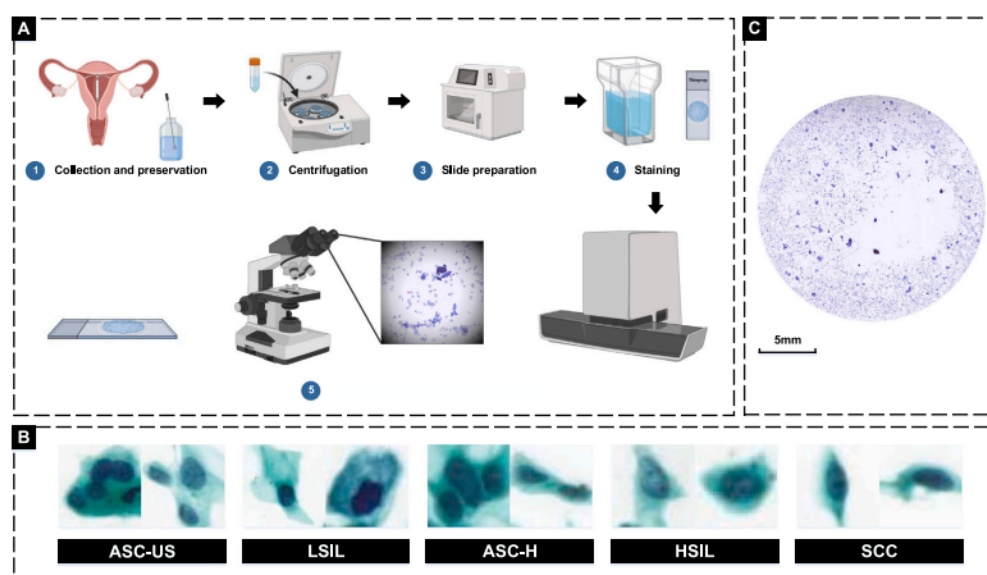 A
1 Collection and preservation
2 Centrifugation
3 Slide preparation
4 Staining
Thinprep
5
C
5mm
B
ASC-US
LSIL
ASC-H
HSIL
SCC